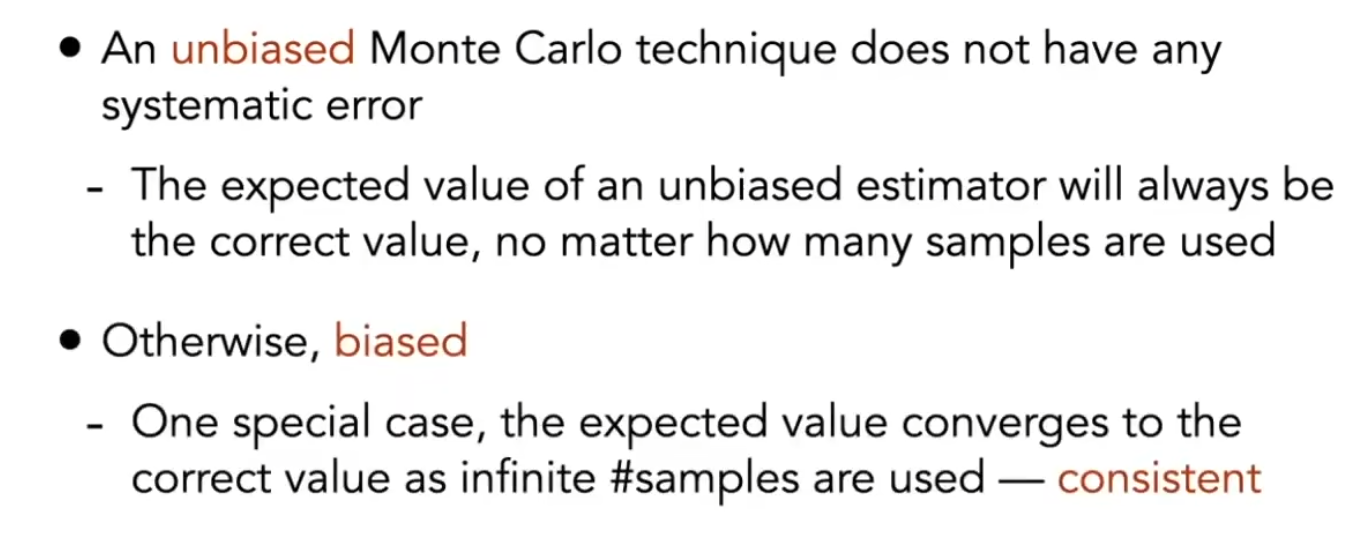 • An unbiased Monte Carlo technique does not have any
systematic error
- The expected value of an unbiased estimator will always be
the correct value, no matter how many samples are used
• Otherwise, biased
- One special case, the expected value converges to the
correct value as infinite #samples are used — consistent